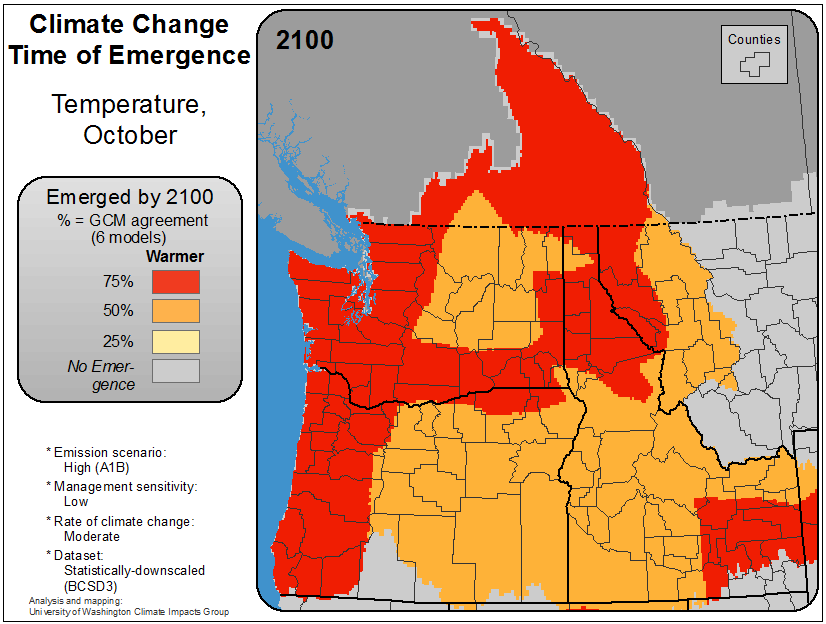 Climate Change
Time of Emergence
Temperature,
October
Emerged by 2100
% = GCM agreement
(6 models)
Warmer
75%
50%
25%
No Emer-
gence
* Emission scenario:
High (A1B)
* Management sensitivity:
Low
* Rate of climate change:
Moderate
* Dataset:
Statistically-downscaled
(BCSD3)
Analysis and mapping:
University of Washington Climate Impacts Group
2100
Counties